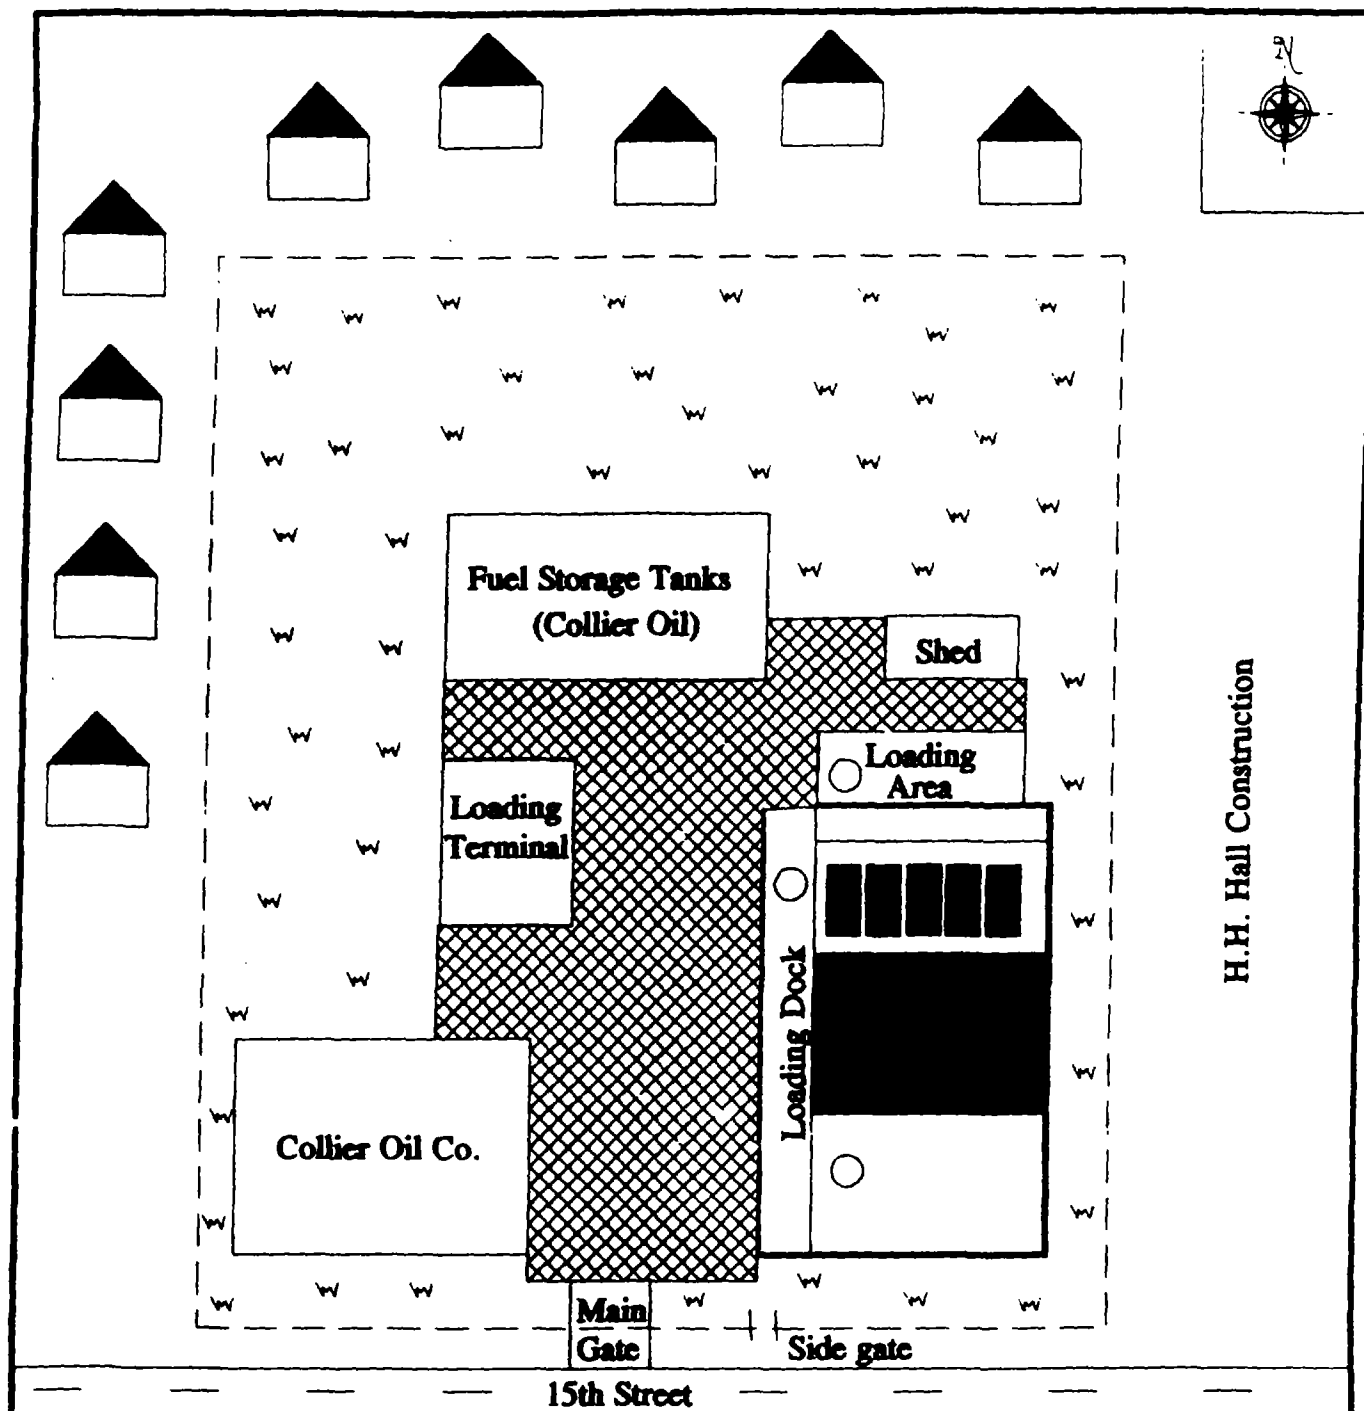 N
Fuel Storage Tanks
(Collier Oil)
Shed
Loading
Area
Loading
Terminal
H.H. Hall Construction
Loading Dock
Collier Oil Co.
Main
Gate
Side gate
15th Street